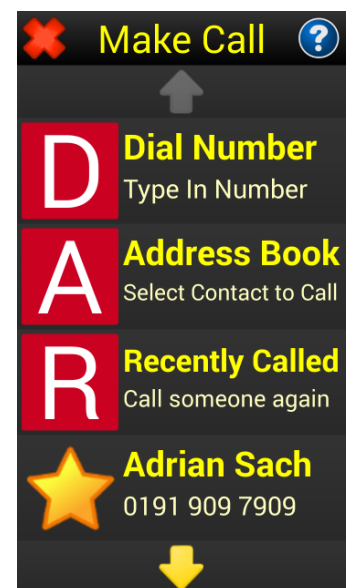 Make Call ?
D Dial Number
Type In Number
A Address Book
Select Contact to Call
R Recently Called
Call someone again
Adrian Sach
0191 909 7909